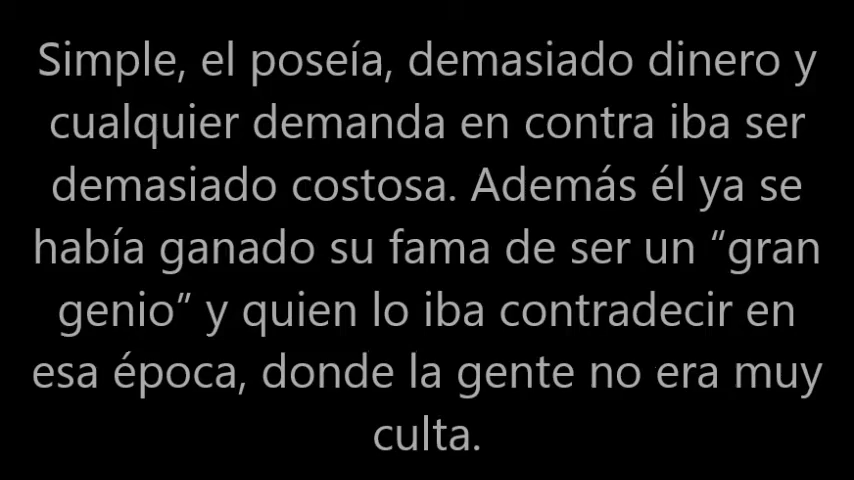 Simple, el poseía, demasiado dinero y
cualquier demanda en contra iba ser
demasiado costosa. Además él ya se
había ganado su fama de ser un “gran
genio” y quien lo iba contradecir en
esa época, donde la gente no era muy
culta.